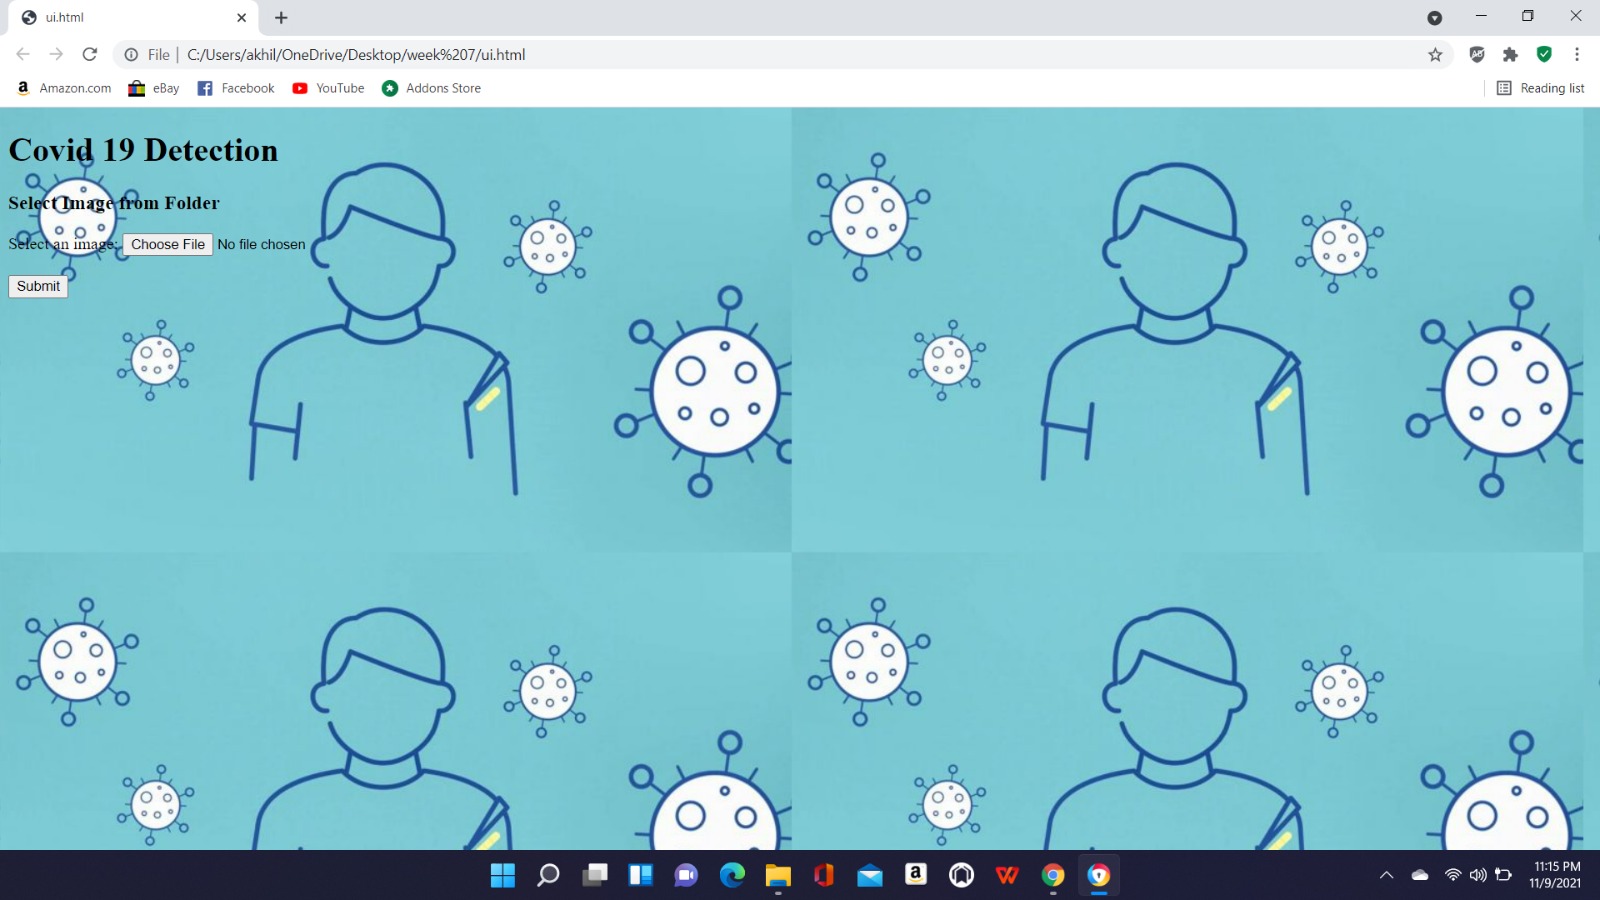 ui.html
File
C:/Users/akhil/OneDrive/Desktop/week%207/ui.html
Amazon.com eBay Facebook YouTube Addons Store Reading list
Covid 19 Detection
Select Image from Folder
Select an image: Choose File No file chosen
Submit
11:15 PM
11/9/2021